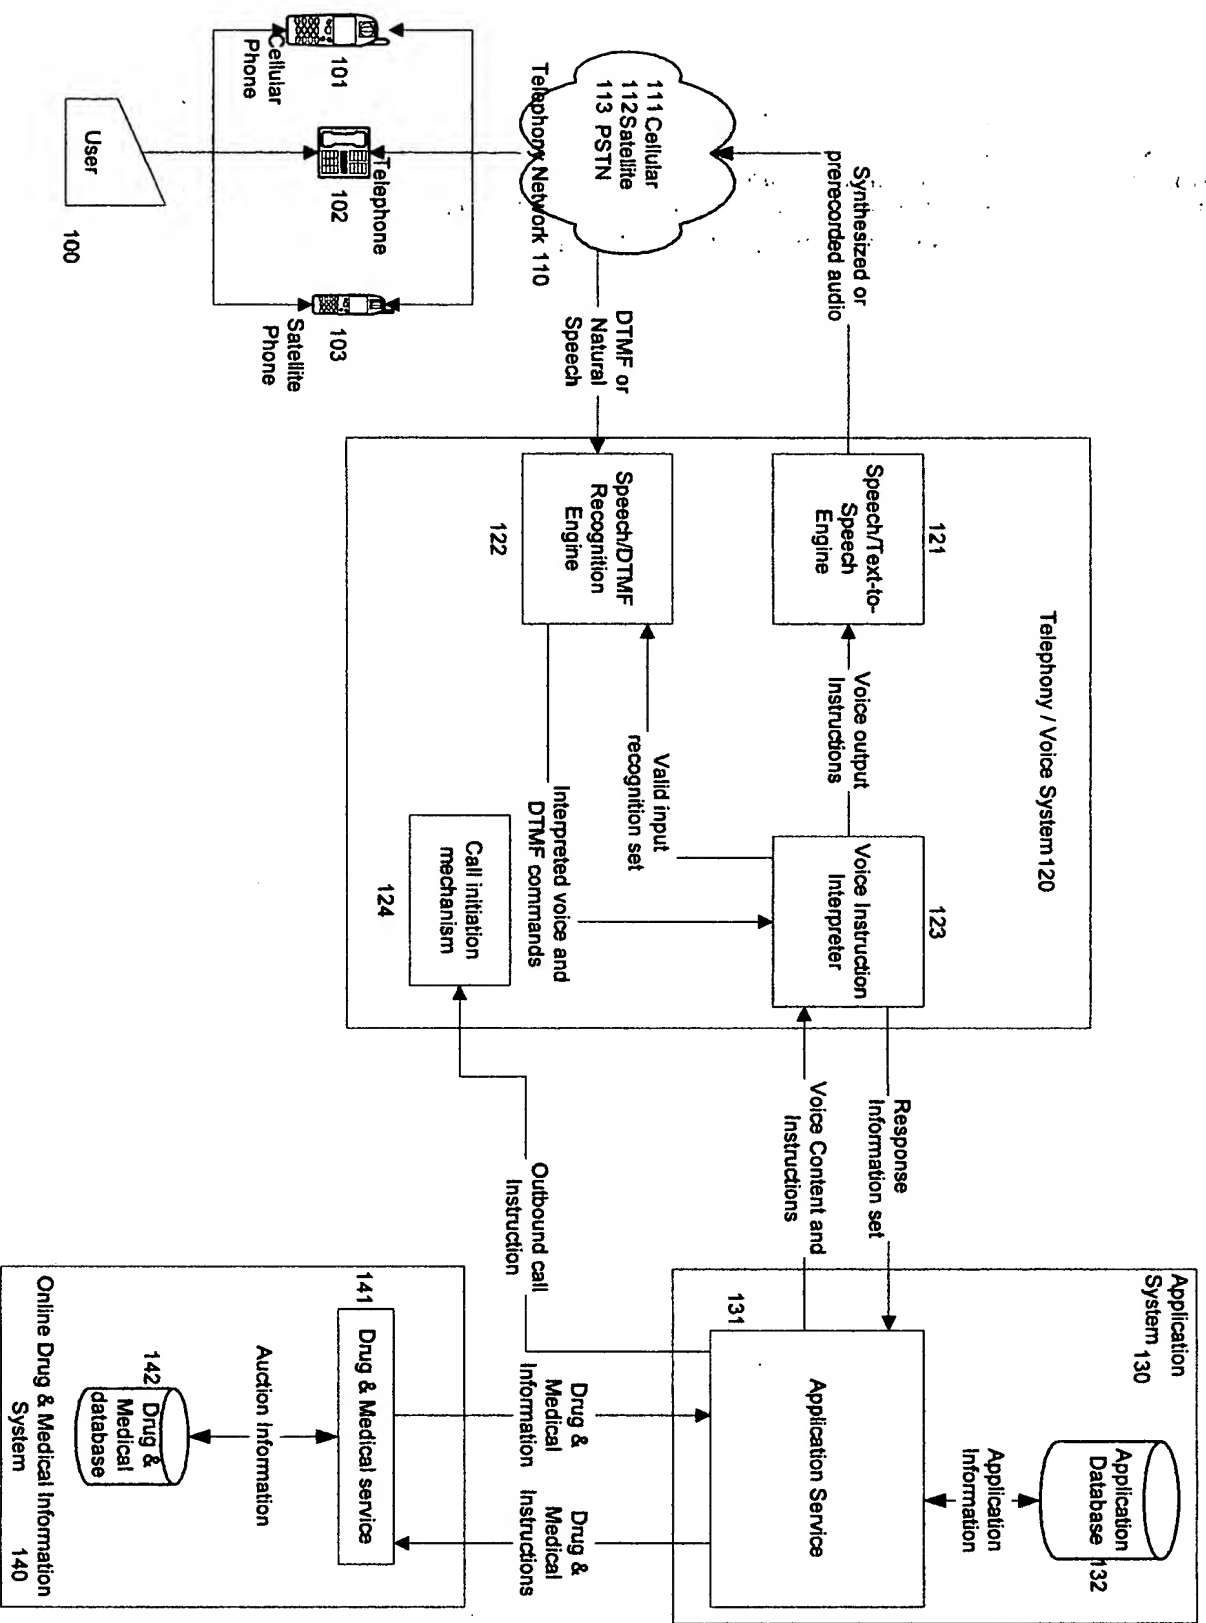 Telephony / Voice System 120
Application
System 130
Synthesized or
prerecorded audio
121
Speech/Text-to-
Speech
Engine
Voice output
Instructions
123
Voice Instruction
Interpreter
Response
Information set
Voice Content and
Instructions
131
Application Service
Application
Database 132
Application
Information
111 Cellular
112 Satellite
113 PSTN
Telephony Network 110
DTMF or
Natural
Speech
Speech/DTMF
Recognition
Engine
122
Valid input
recognition set
Interpreted voice and
DTMF commands
Call initiation
mechanism
124
Outbound call
Instruction
Drug &
Medical
Information
Drug &
Medical
Instructions
101
Cellular
Phone
Telephone
102
103
Satellite
Phone
User
100
141
Drug & Medical service
Auction Information
142
Drug &
Medical
database
Online Drug & Medical Information
System 140